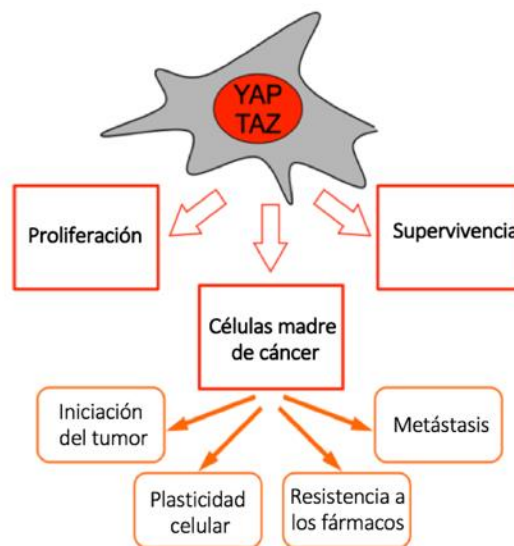 YAP
TAZ
Proliferación
Supervivencia
Células madre
de cáncer
Iniciación
del tumor
Metástasis
Plasticidad
celular
Resistencia a
los fármacos